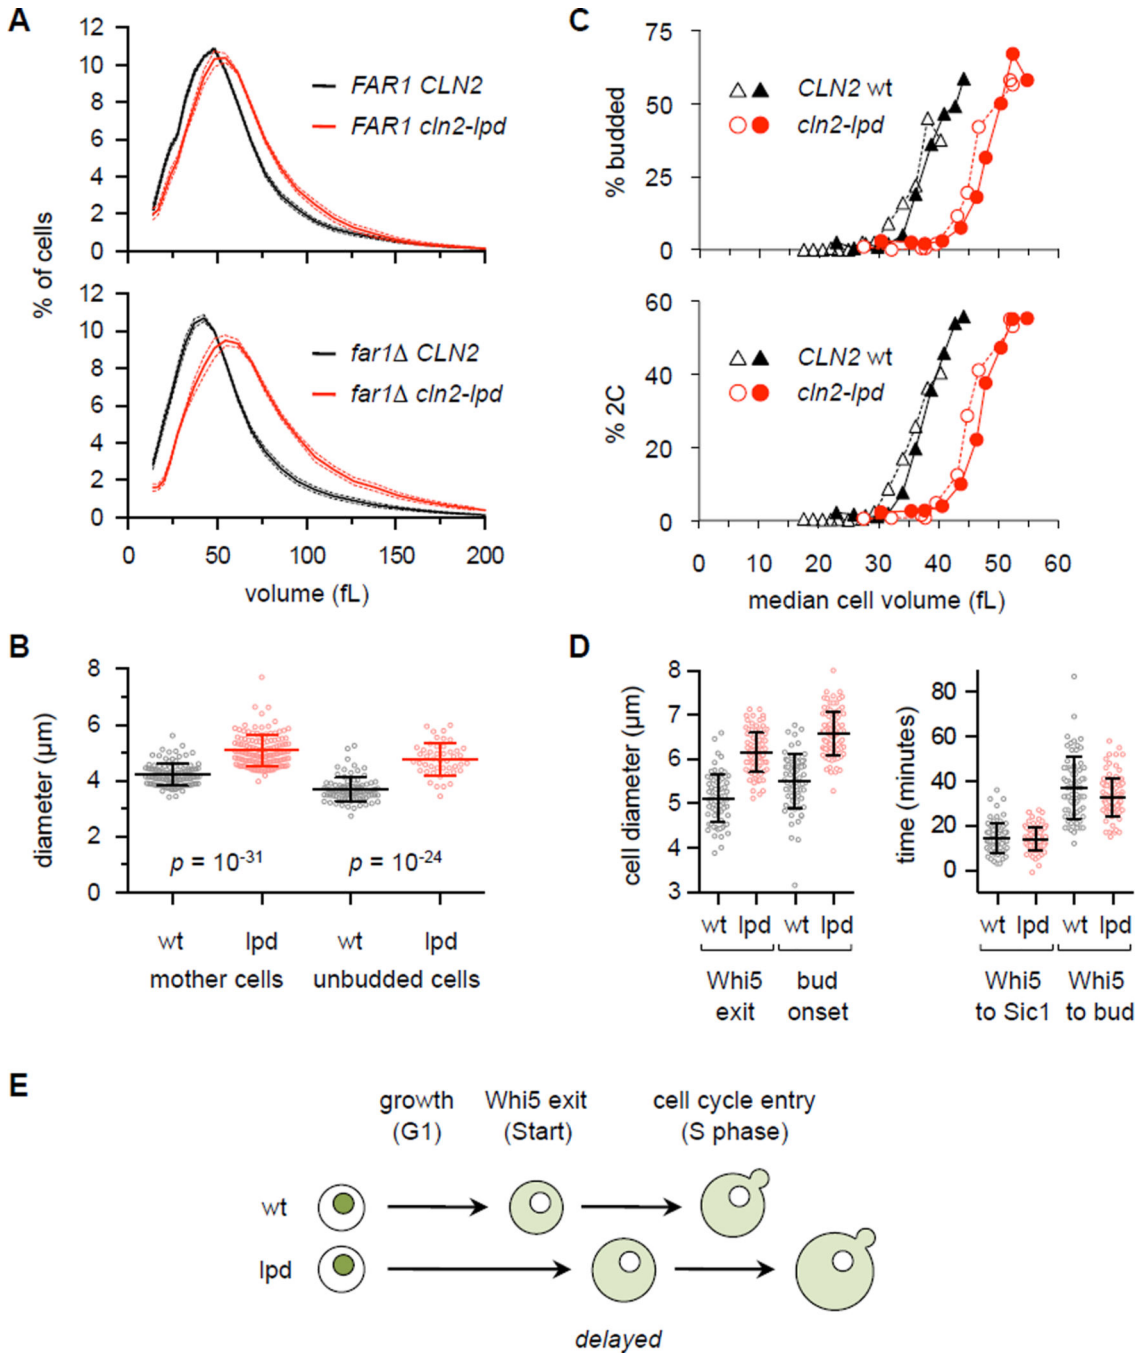 A
12
10
8
6
4
2
0
FAR1 CLN2
FAR1 cln2-lpd
% of cells
12
10
8
6
4
2
0
far1Δ CLN2
far1Δ cln2-lpd
0 50 100 150 200
volume (fL)
C
75
50
25
0
% budded
CLN2 wt
cln2-lpd
60
40
20
0
% 2C
CLN2 wt
cln2-lpd
0 10 20 30 40 50 60
median cell volume (fL)
B
8
6
4
2
0
diameter (µm)
p = 10-31 p = 10-24
wt lpd wt lpd
mother cells unbudded cells
D
8
7
6
5
4
3
cell diameter (µm)
wt lpd wt lpd
Whi5 bud
exit onset
80
60
40
20
0
time (minutes)
wt lpd wt lpd
Whi5 Whi5
to Sic1 to bud
E
growth Whi5 exit cell cycle entry
(G1) (Start) (S phase)
wt
lpd
delayed